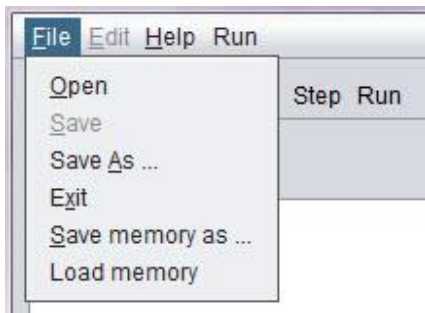 File Edit Help Run
Open
Step Run
Save
Save As ...
Exit
Save memory as ...
Load memory